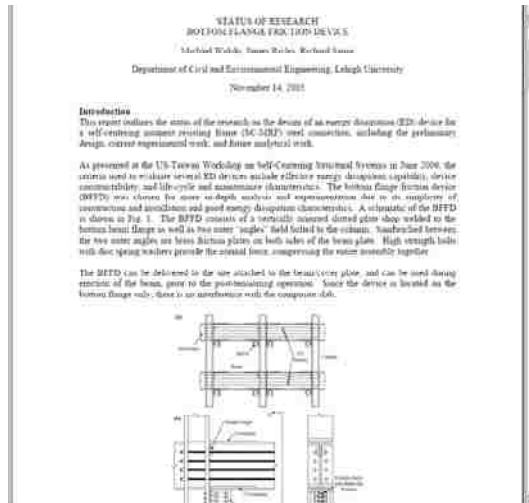 STATUS OF RESEARCH
BOTTOM FLANGE FRICTION DEVICE
Michael Wolski, James Ricles, Richard Sause
Department of Civil and Environmental Engineering, Lehigh University
November 14, 2005
Introduction
This report outlines the status of the research on the design of an energy dissipation (ED) device for
a self-centering moment resisting frame (SC-MRF) steel connection, including the preliminary
design, current experimental work, and future analytical work.
As presented at the US-Taiwan Workshop on Self-Centering Structural Systems in June 2006, the
criteria used to evaluate several ED devices include effective energy dissipation capability, device
constructability, and life-cycle and maintenance characteristics. The bottom flange friction device
(BFFD) was chosen for more in-depth analysis and experimentation due to its simplicity of
construction and installation and good energy dissipation characteristics. A schematic of the BFFD
is shown in Fig. 1. The BFFD consists of a vertically oriented slotted plate shop welded to the
bottom beam flange as well as two outer "angles" field bolted to the column. Sandwiched between
the two outer angles are brass friction plates on both sides of the beam plate. High strength bolts
with disc spring washers provide the normal force, compressing the entire assembly together.
The BFFD can be delivered to the site attached to the beam/cover plate, and can be used during
erection of the beam, prior to the post-tensioning operation. Since the device is located on the
bottom flange only, there is no interference with the composite slab.